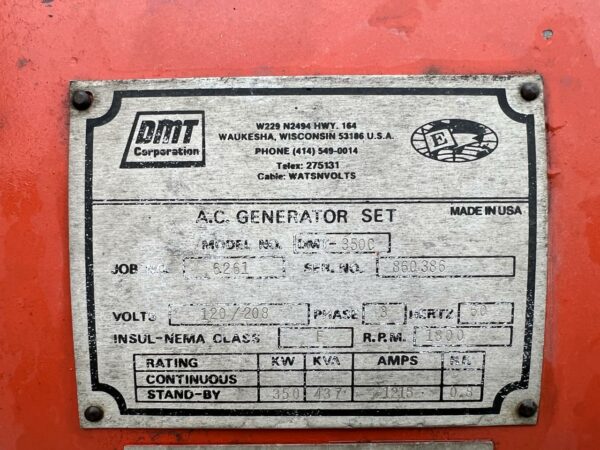 DMT
Corporation
W229 N2494 HWY. 164
WAUKESHA, WISCONSIN 53186 U.S.A.
PHONE (414) 549-0014
Telex: 275131
Cable: WATSNVOLTS
E
A.C. GENERATOR SET MADE IN USA
MODEL NO. DMT-350C
JOB NO. 6261 SER. NO. 860386
VOLTS 120/208 PHASE 3 HERTZ 60
INSUL-NEMA CLASS F R.P.M. 1800
RATING KW KVA AMPS
CONTINUOUS
STAND-BY 350 437 1215 0.8